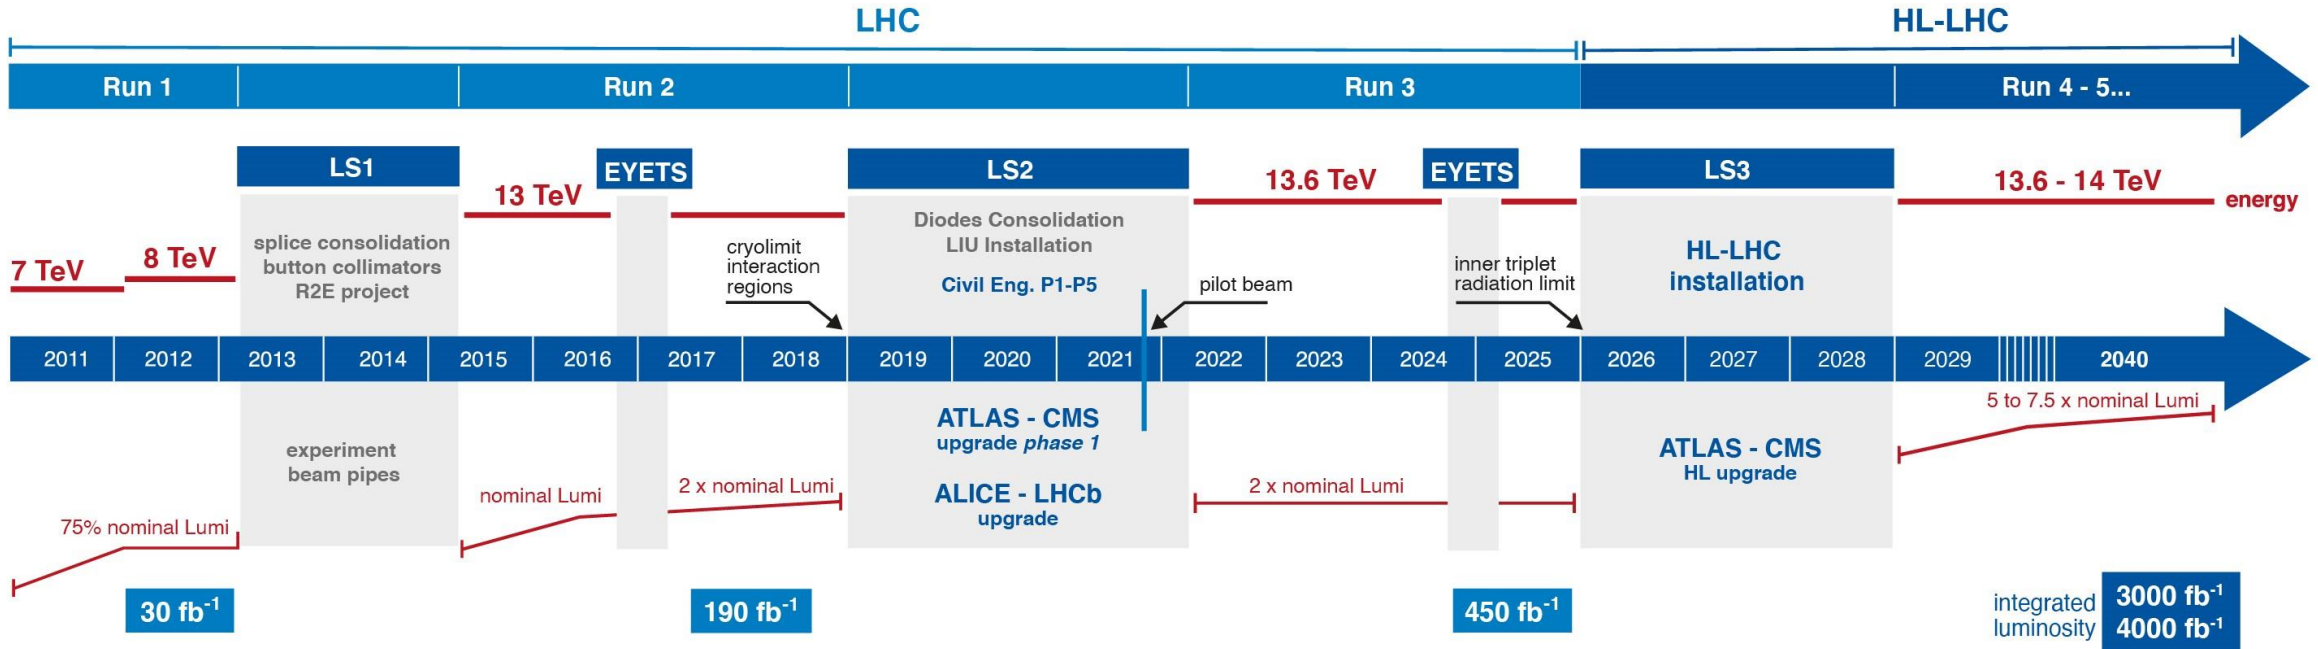 LHC
HL-LHC
Run 1
Run 2
Run 3
Run 4 - 5...
LS1
EYETS
LS2
EYETS
LS3
13 TeV
13.6 TeV
13.6 - 14 TeV
energy
7 TeV
8 TeV
splice consolidation
button collimators
R2E project
cryolimit
interaction
regions
Diodes Consolidation
LIU Installation
Civil Eng. P1-P5
pilot beam
inner triplet
radiation limit
HL-LHC
installation
2011
2012
2013
2014
2015
2016
2017
2018
2019
2020
2021
2022
2023
2024
2025
2026
2027
2028
2029
2040
5 to 7.5 x nominal Lumi
experiment
beam pipes
ATLAS - CMS
upgrade phase 1
ALICE - LHCb
upgrade
ATLAS - CMS
HL upgrade
75% nominal Lumi
nominal Lumi
2 x nominal Lumi
2 x nominal Lumi
30 fb⁻¹
190 fb⁻¹
450 fb⁻¹
integrated
luminosity
3000 fb⁻¹
4000 fb⁻¹